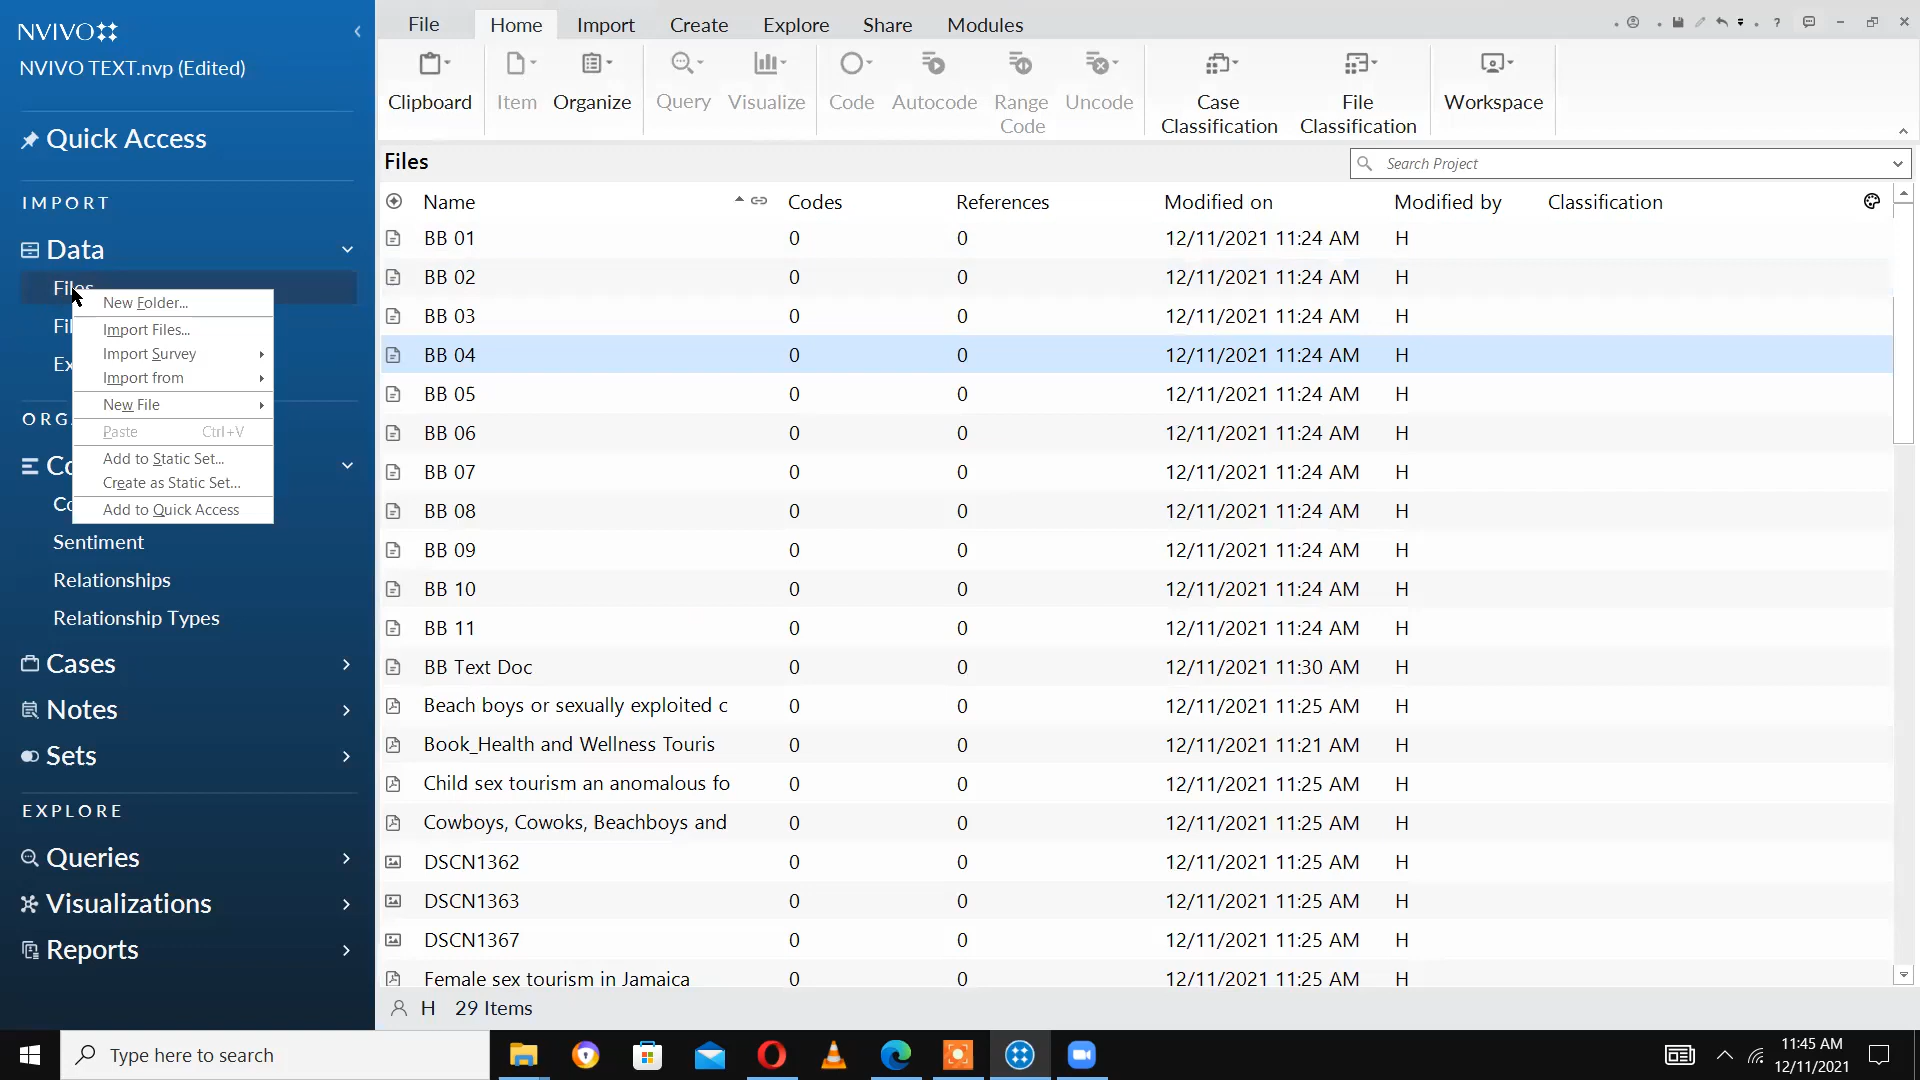 NVIVO
NVIVO TEXT.nvp (Edited)
Quick Access
IMPORT
Data
Files
Fil
Ex
ORG
Co
Co
Sentiment
Relationships
Relationship Types
Cases
Notes
Sets
EXPLORE
Queries
Visualizations
Reports
New Folder...
Import Files...
Import Survey
Import from
New File
Paste Ctrl+V
Add to Static Set...
Create as Static Set...
Add to Quick Access
File Home Import Create Explore Share Modules
Clipboard Item Organize Query Visualize Code Autocode Range Code Uncode Case Classification File Classification Workspace
Files
Search Project
Name Codes References Modified on Modified by Classification
BB 01 0 0 12/11/2021 11:24 AM H
BB 02 0 0 12/11/2021 11:24 AM H
BB 03 0 0 12/11/2021 11:24 AM H
BB 04 0 0 12/11/2021 11:24 AM H
BB 05 0 0 12/11/2021 11:24 AM H
BB 06 0 0 12/11/2021 11:24 AM H
BB 07 0 0 12/11/2021 11:24 AM H
BB 08 0 0 12/11/2021 11:24 AM H
BB 09 0 0 12/11/2021 11:24 AM H
BB 10 0 0 12/11/2021 11:24 AM H
BB 11 0 0 12/11/2021 11:24 AM H
BB Text Doc 0 0 12/11/2021 11:30 AM H
Beach boys or sexually exploited c 0 0 12/11/2021 11:25 AM H
Book_Health and Wellness Touris 0 0 12/11/2021 11:21 AM H
Child sex tourism an anomalous fo 0 0 12/11/2021 11:25 AM H
Cowboys, Cowoks, Beachboys and 0 0 12/11/2021 11:25 AM H
DSCN1362 0 0 12/11/2021 11:25 AM H
DSCN1363 0 0 12/11/2021 11:25 AM H
DSCN1367 0 0 12/11/2021 11:25 AM H
Female sex tourism in Jamaica 0 0 12/11/2021 11:25 AM H
H 29 Items
Type here to search
11:45 AM
12/11/2021